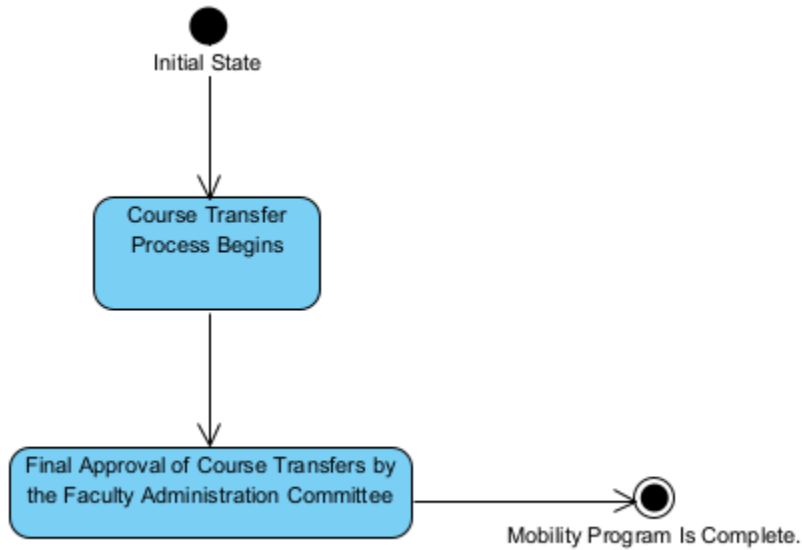 Initial State
Course Transfer
Process Begins
Final Approval of Course Transfers by
the Faculty Administration Committee
Mobility Program Is Complete.